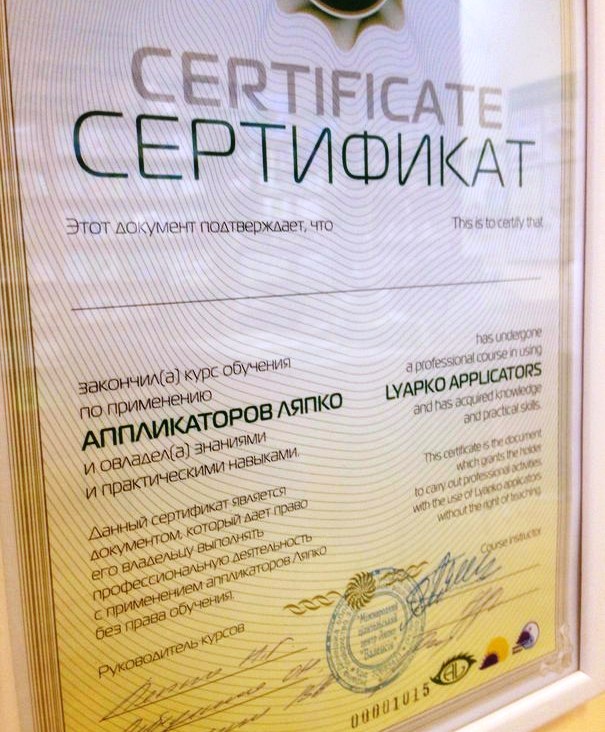 CERTIFICATE
СЕРТИФИКАТ
Этот документ подтверждает, что
This is to certify that
закончил(а) курс обучения
по применению
АППЛИКАТОРОВ ЛЯПКО
и овладел(а) знаниями
и практическими навыками.
has undergone
a professional course in using
LYAPKO APPLICATORS
and has acquired knowledge
and practical skills.
Данный сертификат является
документом, который дает право
его владельцу выполнять
профессиональную деятельность
с применением аппликаторов Ляпко
без права обучения.
This certificate is the document
which grants the holder
to carry out professional activities
with the use of Lyapko applicators
without the right of teaching.
Руководитель курсов
Course instructor
00001015